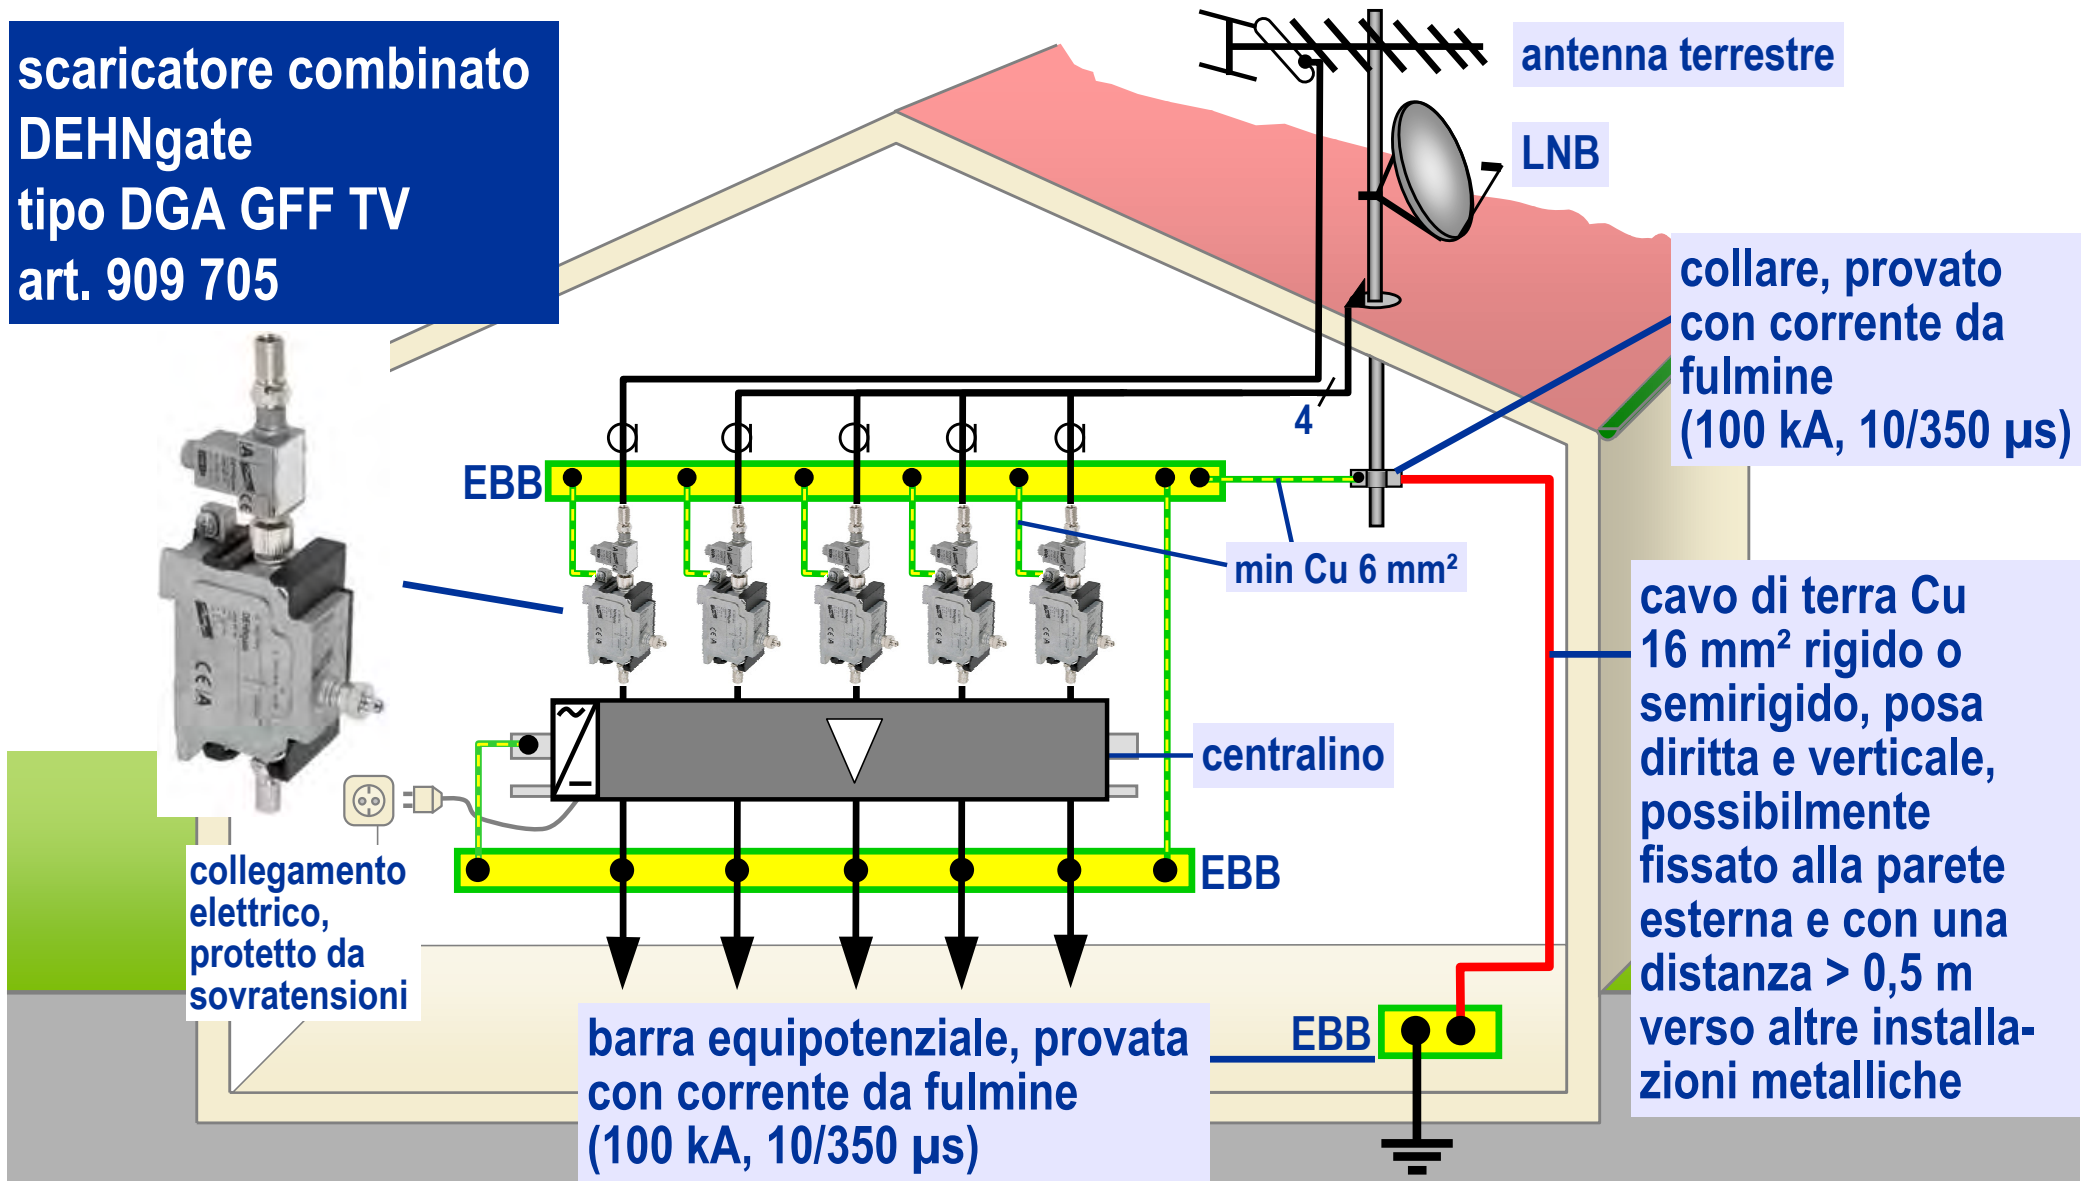 scaricatore combinato
DEHNgate
tipo DGA GFF TV
art. 909 705
antenna terrestre
LNB
collare, provato
con corrente da
fulmine
(100 kA, 10/350 µs)
4
EBB
min Cu 6 mm²
cavo di terra Cu
16 mm² rigido o
semirigido, posa
diritta e verticale,
possibilmente
fissato alla parete
esterna e con una
distanza > 0,5 m
verso altre installa-
zioni metalliche
centralino
collegamento
elettrico,
protetto da
sovratensioni
EBB
EBB
barra equipotenziale, provata
con corrente da fulmine
(100 kA, 10/350 µs)